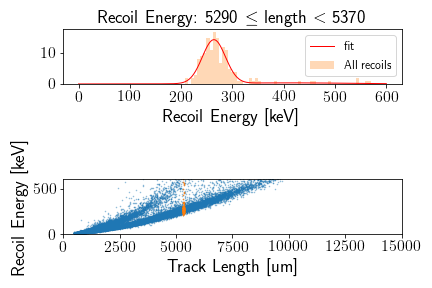 Recoil Energy: 5290 ≤ length < 5370
10
0
fit
All recoils
0 100 200 300 400 500 600
Recoil Energy [keV]
Recoil Energy [keV]
500
0
0 2500 5000 7500 10000 12500 15000
Track Length [um]